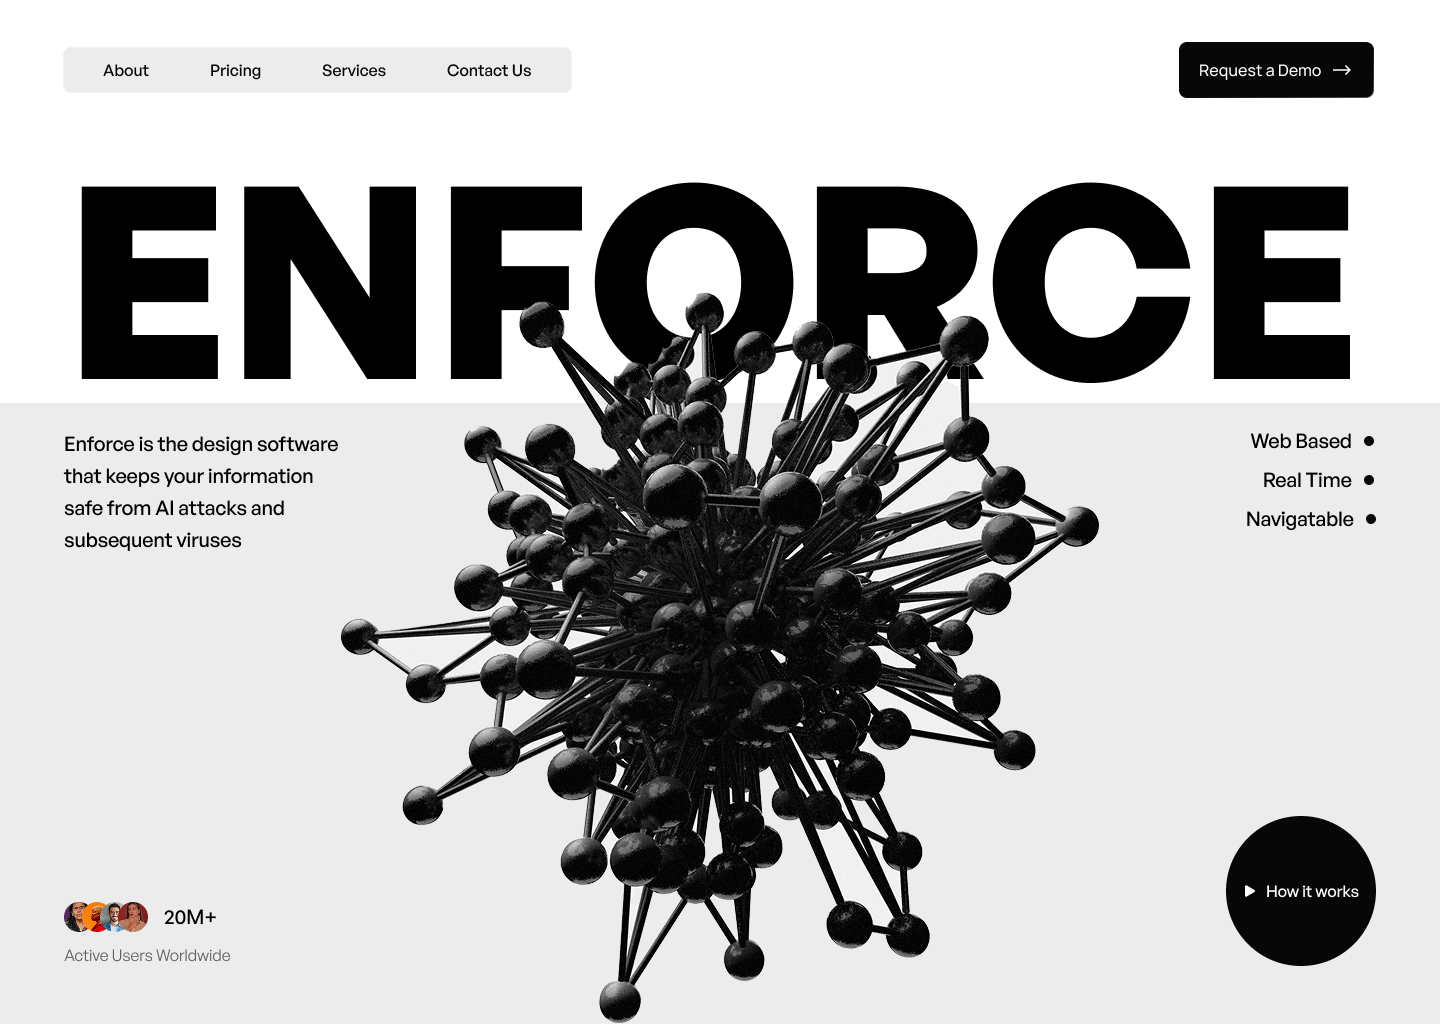 About
Pricing
Services
Contact Us
Request a Demo
ENFORCE
Enforce is the design software
that keeps your information
safe from AI attacks and
subsequent viruses
Web Based
Real Time
Navigatable
20M+
Active Users Worldwide
How it works